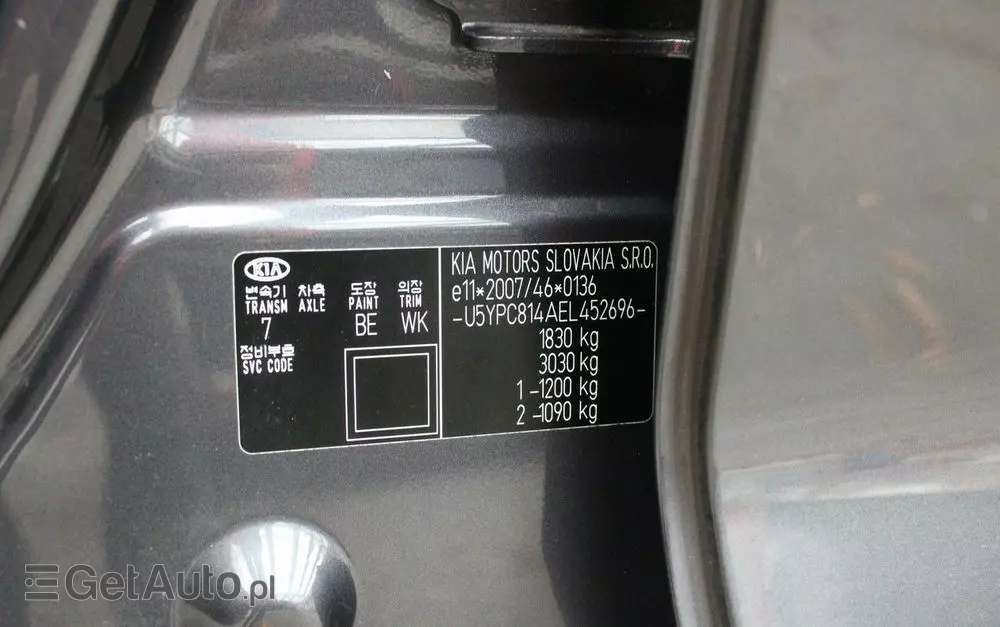 KIA
변속기 차축 도장 의장
TRANSM AXLE PAINT TRIM
7 BE WK
정비부호
SVC CODE
KIA MOTORS SLOVAKIA S.R.O.
e11*2007/46*0136
-U5YPC814AEL452696-
1830 kg
3030 kg
1 -1200 kg
2 -1090 kg
GetAuto.pl